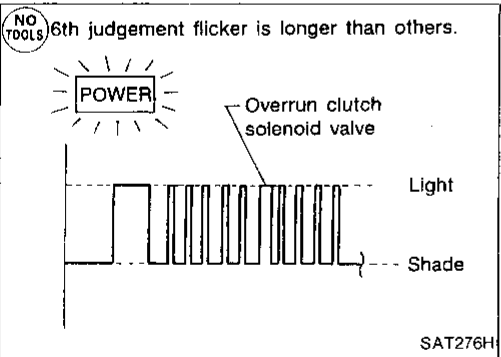 NO
TOOLS
6th judgement flicker is longer than others.
POWER
Overrun clutch
solenoid valve
Light
Shade
SAT276H